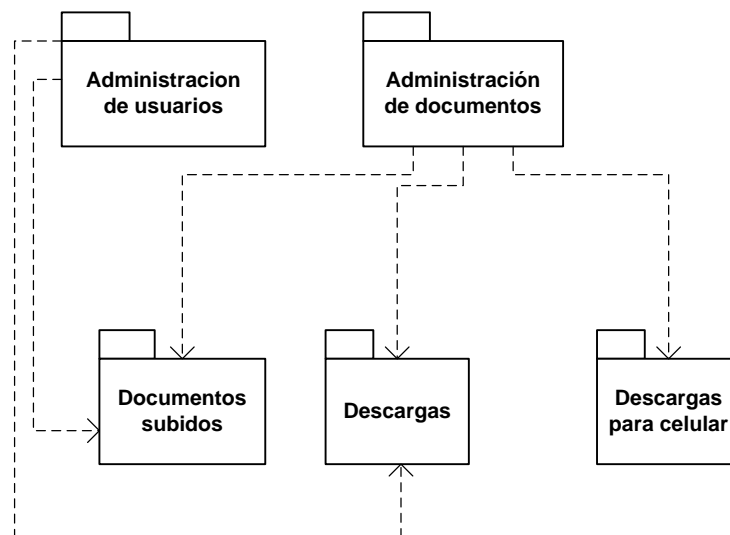 Administracion
de usuarios
Administración
de documentos
Documentos
subidos
Descargas
Descargas
para celular